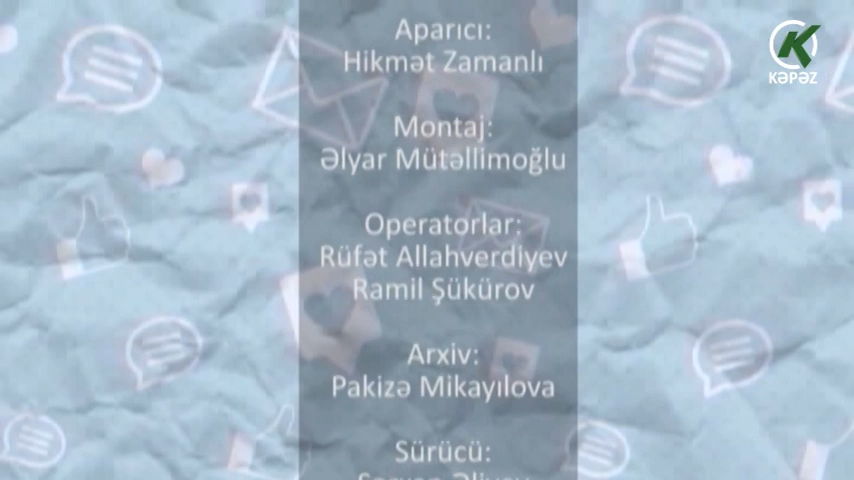 Aparıcı:
Hikmət Zamanlı
Montaj:
Əlyar Mütəllimoğlu
Operatorlar:
Rüfət Allahverdiyev
Ramil Şükürov
Arxiv:
Pakizə Mikayılova
Sürücü:
KƏPƏZ